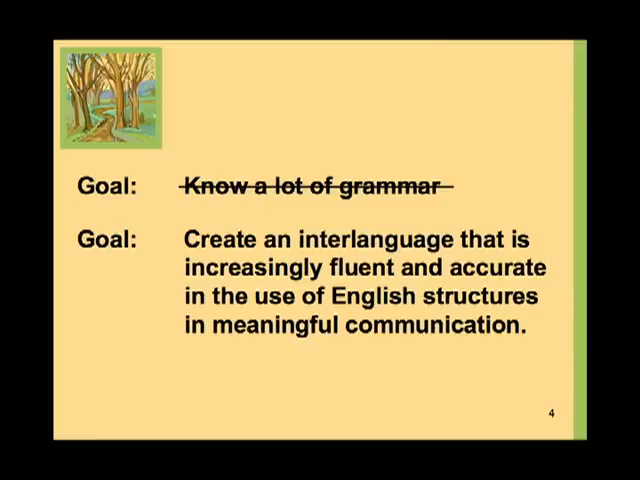 Goal: Know a lot of grammar
Goal: Create an interlanguage that is
increasingly fluent and accurate
in the use of English structures
in meaningful communication.
4